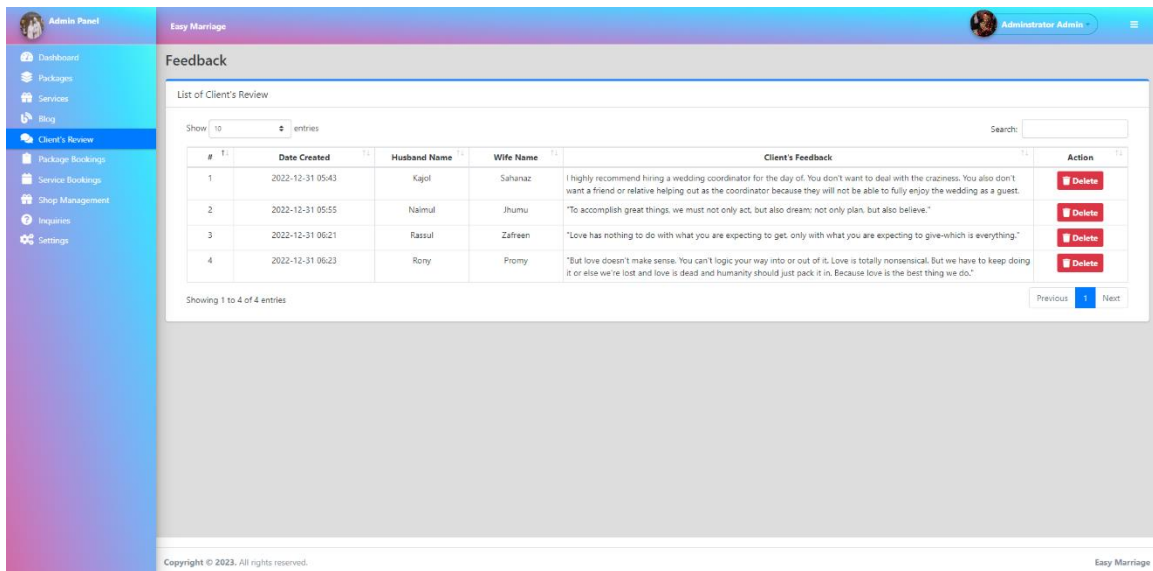 Admin Panel
Easy Marriage
Adminstrator Admin
Dashboard
Packages
Services
Blog
Client's Review
Package Bookings
Service Bookings
Shop Management
Inquiries
Settings
Feedback
List of Client's Review
Show 10 entries
Search:
# Date Created Husband Name Wife Name Client's Feedback Action
1 2022-12-31 05:43 Kajol Sahanaz I highly recommend hiring a wedding coordinator for the day of. You don't want to deal with the craziness. You also don't Delete
want a friend or relative helping out as the coordinator because they will not be able to fully enjoy the wedding as a guest.
2 2022-12-31 05:55 Naimul Jhumu "To accomplish great things, we must not only act, but also dream; not only plan, but also believe." Delete
3 2022-12-31 06:21 Rassul Zafreen "Love has nothing to do with what you are expecting to get, only with what you are expecting to give-which is everything." Delete
4 2022-12-31 06:23 Rony Promy "But love doesn't make sense. You can't logic your way into or out of it. Love is totally nonsensical. But we have to keep doing Delete
it or else we're lost and love is dead and humanity should just pack it in. Because love is the best thing we do."
Showing 1 to 4 of 4 entries
Previous 1 Next
Copyright © 2023. All rights reserved.
Easy Marriage